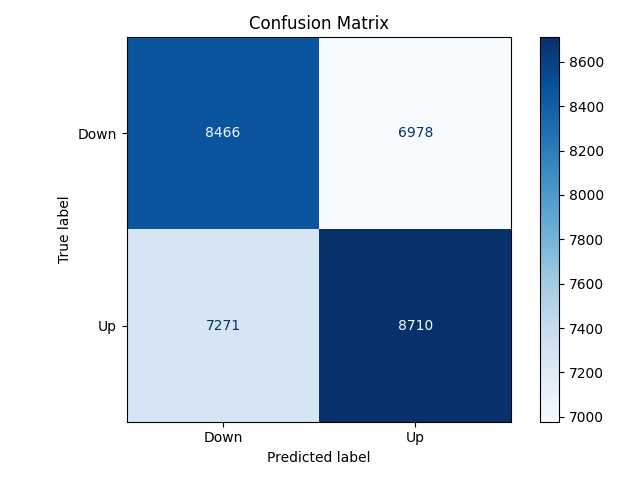 Confusion Matrix
Down
8466
6978
Up
7271
8710
Down
Up
Predicted label
True label
8600
8400
8200
8000
7800
7600
7400
7200
7000